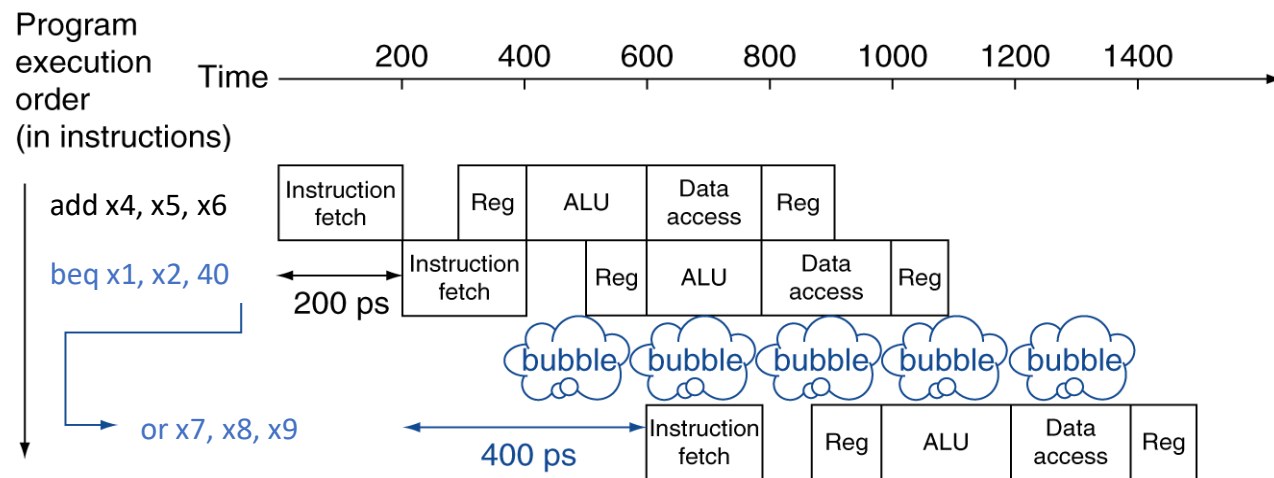 Program
execution
order
(in instructions)
Time
200 400 600 800 1000 1200 1400
add x4, x5, x6
Instruction
fetch
Reg
ALU
Data
access
Reg
beq x1, x2, 40
200 ps
Instruction
fetch
Reg
ALU
Data
access
Reg
bubble bubble bubble bubble bubble
or x7, x8, x9
400 ps
Instruction
fetch
Reg
ALU
Data
access
Reg